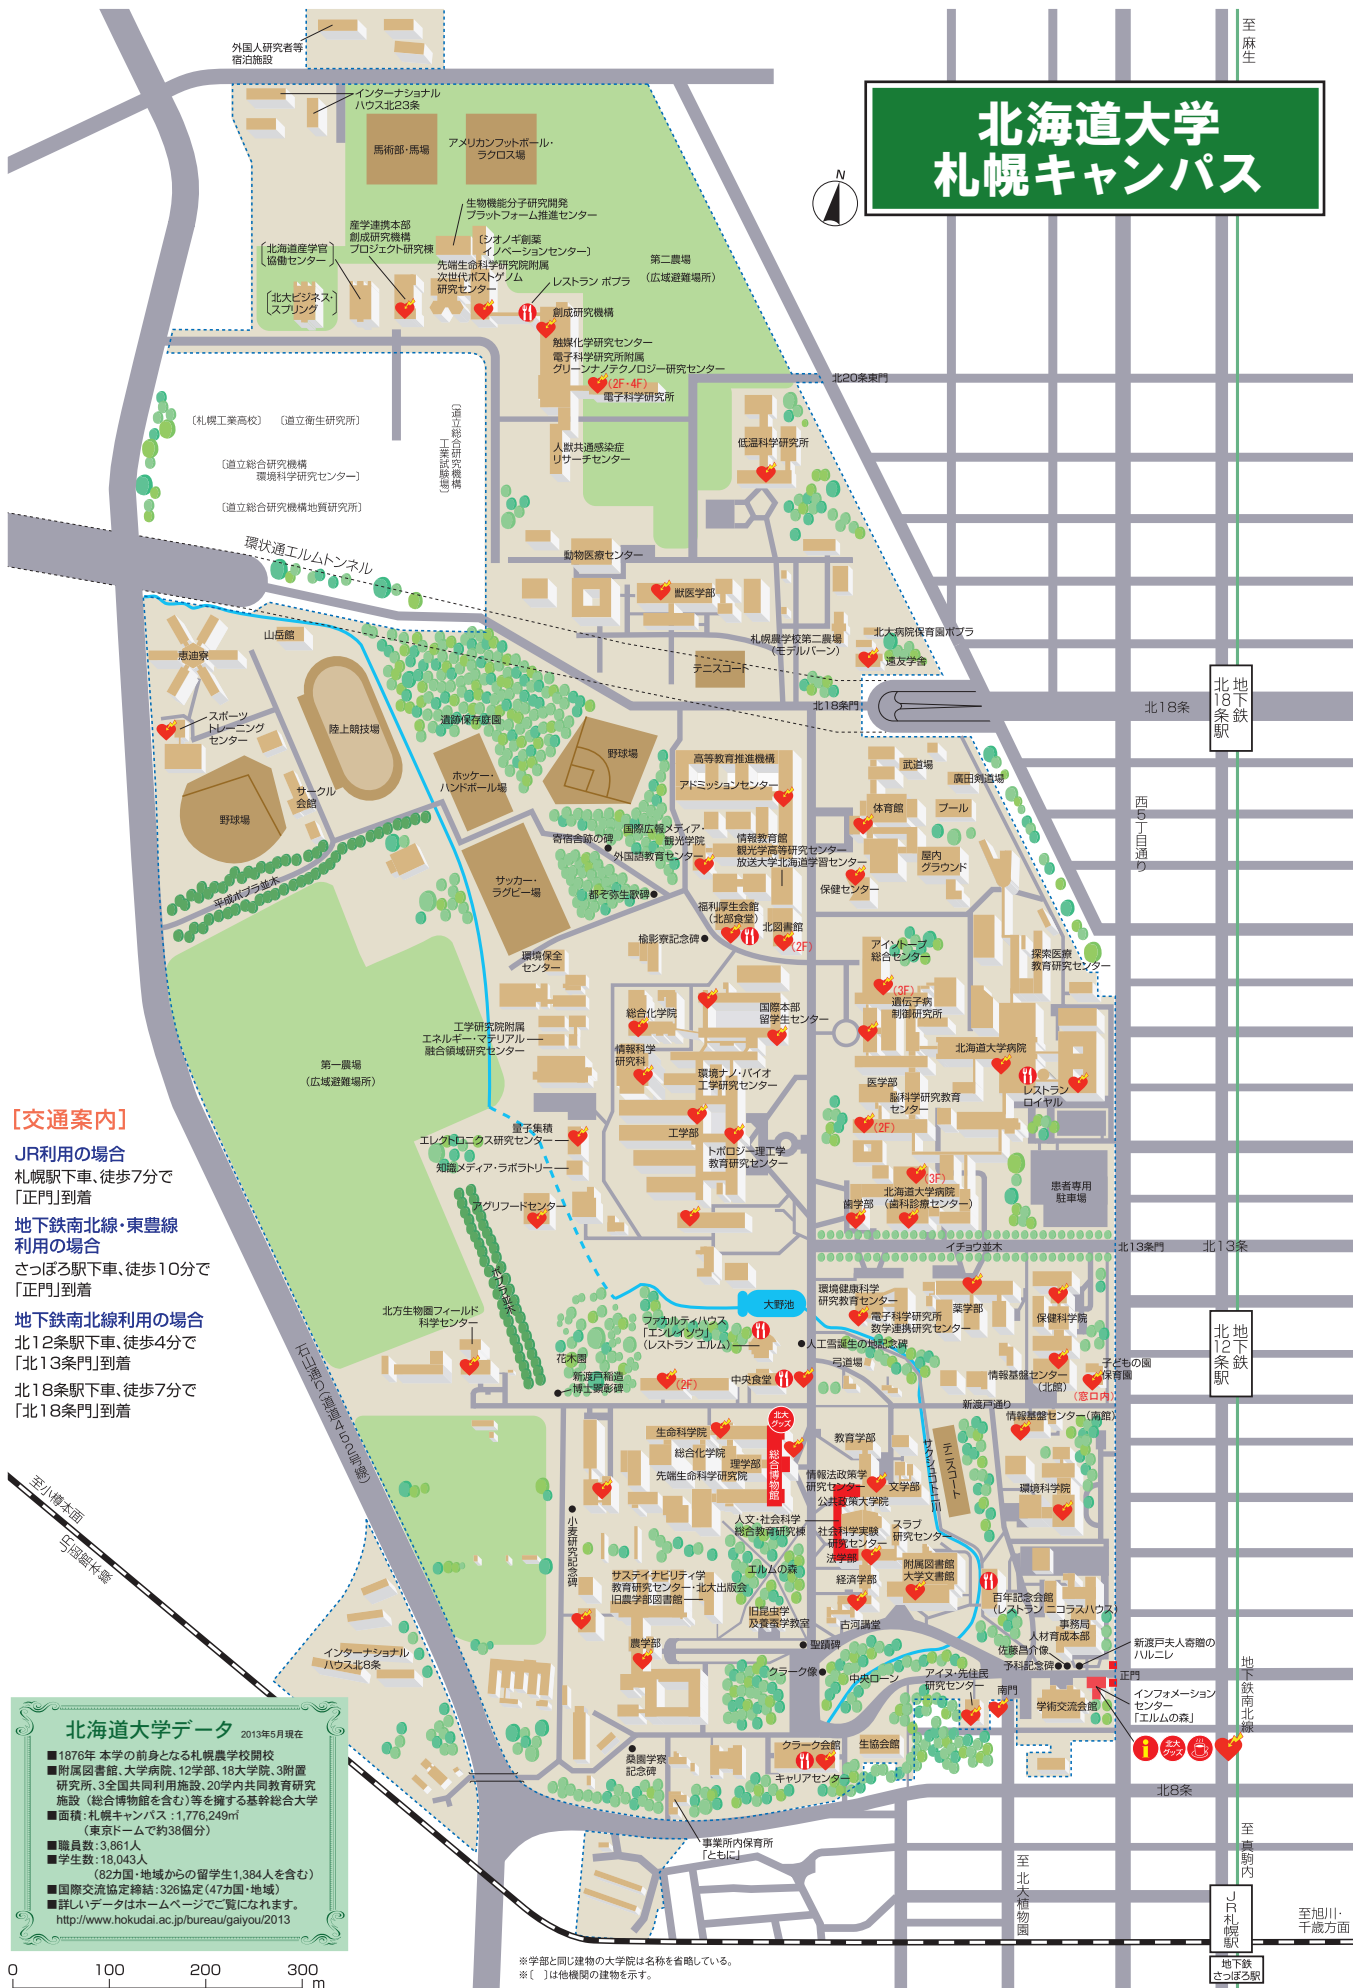 北海道大学
札幌キャンパス
至 麻生
N
外国人研究者等
宿泊施設
インターナショナル
ハウス北23条
馬術部・馬場
アメリカンフットボール・
ラクロス場
生物機能分子研究開発
プラットフォーム推進センター
産学連携本部
創成研究機構
プロジェクト研究棟
〔シオノギ創薬
イノベーションセンター〕
〔北海道産学官
協働センター〕
先端生命科学研究院附属
次世代ポストゲノム
研究センター
第二農場
（広域避難場所）
レストラン ポプラ
〔北大ビジネス・
スプリング〕
創成研究機構
触媒化学研究センター
電子科学研究所附属
グリーンナノテクノロジー研究センター
(2F・4F)
電子科学研究所
北20条東門
〔札幌工業高校〕
〔道立衛生研究所〕
〔道立総合研究機構
工業試験場〕
〔道立総合研究機構
環境科学研究センター〕
〔道立総合研究機構地質研究所〕
人獣共通感染症
リサーチセンター
低温科学研究所
環状通エルムトンネル
動物医療センター
獣医学部
山岳館
恵迪寮
札幌農学校第二農場
（モデルバーン）
北大病院保育園ポプラ
遠友学舎
テニスコート
スポーツ
トレーニング
センター
陸上競技場
遺跡保存庭園
北18条門
北18条
地下鉄
北18条駅
野球場
高等教育推進機構
アドミッションセンター
武道場
廣田剣道場
ホッケー・
ハンドボール場
サークル
会館
野球場
体育館
プール
西5丁目通り
国際広報メディア・
観光学院
寄宿舎跡の碑
外国語教育センター
情報教育館
観光学高等研究センター
放送大学北海道学習センター
屋内
グラウンド
保健センター
サッカー・
ラグビー場
都ぞ弥生歌碑
平成ポプラ並木
福利厚生会館
（北部食堂）
北図書館
(2F)
楡影寮記念碑
アイソトープ
総合センター
探索医療
教育研究センター
環境保全
センター
(3F)
遺伝子病
制御研究所
国際本部
留学生センター
総合化学院
工学研究院附属
エネルギー・マテリアル
融合領域研究センター
情報科学
研究科
北海道大学病院
第一農場
（広域避難場所）
環境ナノ・バイオ
工学研究センター
医学部
脳科学研究教育
センター
レストラン
ロイヤル
［交通案内］
JR利用の場合
札幌駅下車、徒歩7分で
「正門」到着
地下鉄南北線・東豊線
利用の場合
さっぽろ駅下車、徒歩10分で
「正門」到着
地下鉄南北線利用の場合
北12条駅下車、徒歩4分で
「北13条門」到着
北18条駅下車、徒歩7分で
「北18条門」到着
量子集積
エレクトロニクス研究センター
工学部
(2F)
トポロジー理工学
教育研究センター
知識メディア・ラボラトリー
(3F)
北海道大学病院
（歯科診療センター）
患者専用
駐車場
アグリフードセンター
歯学部
イチョウ並木
北13条門
北13条
ポプラ並木
大野池
環境健康科学
研究教育センター
薬学部
保健科学院
電子科学研究所
数学連携研究センター
北方生物圏フィールド
科学センター
ファカルティハウス
「エンレイソウ」
（レストラン エルム）
人工雪誕生の地記念碑
弓道場
地下鉄
北12条駅
花木園
新渡戸稲造
博士顕彰碑
(2F)
中央食堂
情報基盤センター
（北館）
子どもの園
保育園
(窓口内)
新渡戸通り
情報基盤センター（南館）
石山通り（道道452号線）
生命科学院
北大
グッズ
総合博物館
教育学部
総合化学院
理学部
先端生命科学研究院
情報法政策学
研究センター
文学部
公共政策大学院
サクシュコトニ川
テニスコート
環境科学院
至小樽方面
JR函館本線
小麦研究記念碑
人文・社会科学
総合教育研究棟
社会科学実験
研究センター
スラブ
研究センター
法学部
エルムの森
附属図書館
大学文書館
サステイナビリティ学
教育研究センター・北大出版会
旧農学部図書館
経済学部
百年記念会館
（レストラン ニコラスハウス）
旧昆虫学
及養蚕学教室
古河講堂
事務局
人材育成本部
農学部
聖蹟碑
佐藤昌介像
予科記念碑
新渡戸夫人寄贈の
ハルニレ
インターナショナル
ハウス北8条
クラーク像
中央ローン
アイヌ・先住民
研究センター
正門
南門
学術交流会館
インフォメーション
センター
「エルムの森」
地下鉄南北線
北海道大学データ 2013年5月現在
■1876年 本学の前身となる札幌農学校開校
■附属図書館、大学病院、12学部、18大学院、3附置
研究所、3全国共同利用施設、20学内共同教育研究
施設（総合博物館を含む）等を擁する基幹総合大学
■面積：札幌キャンパス：1,776,249㎡
（東京ドームで約38個分）
■職員数：3,861人
■学生数：18,043人
（82カ国・地域からの留学生1,384人を含む）
■国際交流協定締結：326協定（47カ国・地域）
■詳しいデータはホームページでご覧になれます。
http://www.hokudai.ac.jp/bureau/gaiyou/2013
桑園学寮
記念碑
クラーク会館
キャリアセンター
生協会館
i
北大
グッズ
北8条
事業所内保育所
「ともに」
至 真駒内
至 北大植物園
JR札幌駅
至旭川・
千歳方面
地下鉄
さっぽろ駅
※学部と同じ建物の大学院は名称を省略している。
※〔　〕は他機関の建物を示す。
0 100 200 300
m